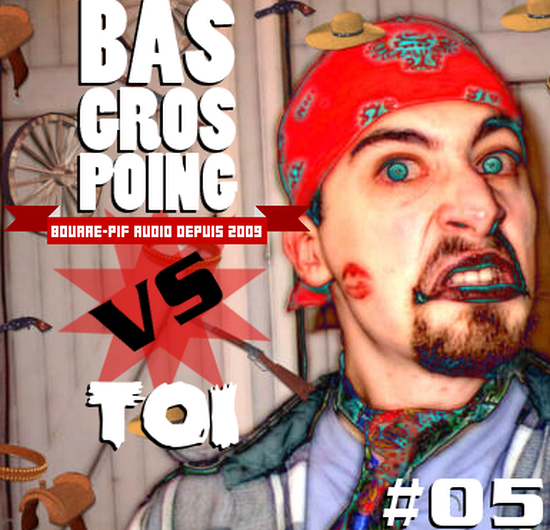 BAS
GROS
POING
BOURRE-PIF AUDIO DEPUIS 2009
VS
TOI
#05